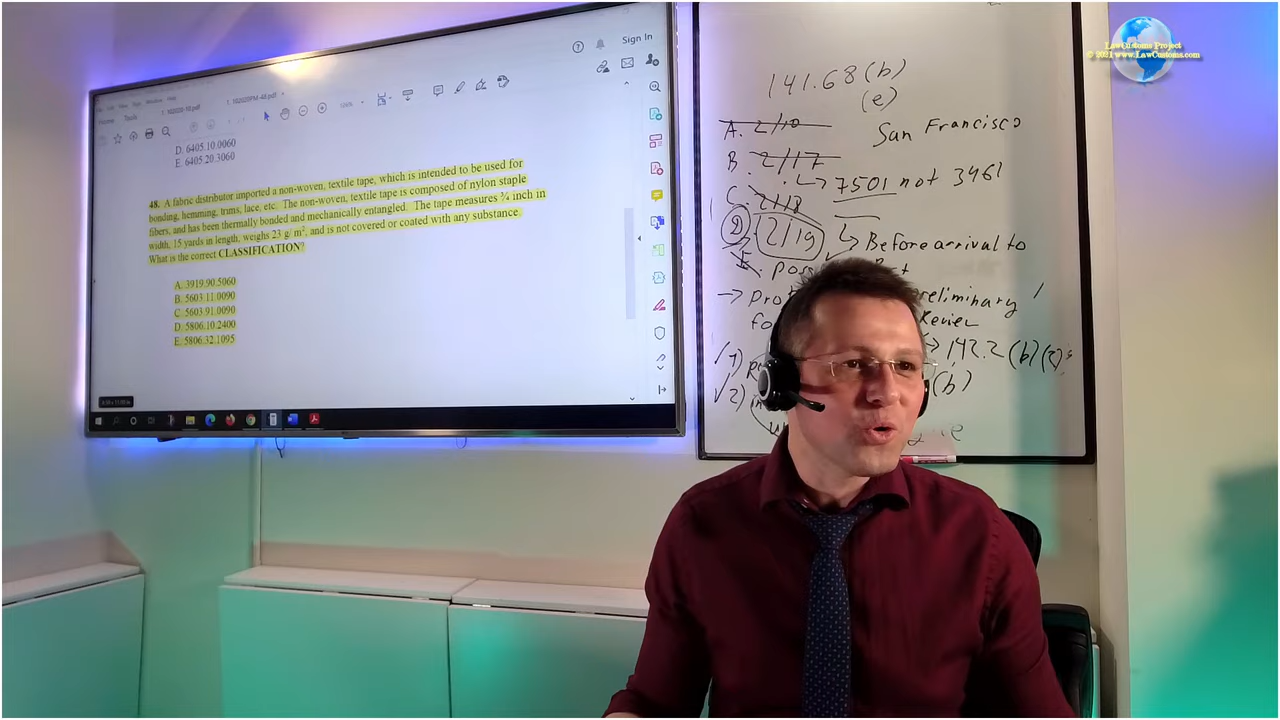 Sign In
Tools
D. 6405.10.0060
E. 6405.20.3060
48. A fabric distributor imported a non-woven, textile tape, which is intended to be used for
bonding, hemming, trims, lace, etc. The non-woven, textile tape is composed of nylon staple
fibers, and has been thermally bonded and mechanically entangled. The tape measures ¾ inch in
width, 15 yards in length, weighs 23 g/ m², and is not covered or coated with any substance.
What is the correct CLASSIFICATION?
A. 3919.90.5060
B. 5603.11.0090
C. 5603.91.0090
D. 5806.10.2400
E. 5806.32.1095
141.68(b)
(e)
A. 2/10
San Francisco
B. 2/17
7501 not 3461
C. 2/18
D. 2/19
Before arrival to
E.
reliminary
142.2 (b)(2)
1)
2)
(b)
LawCustoms Project
© 2021 www.LawCustoms.com